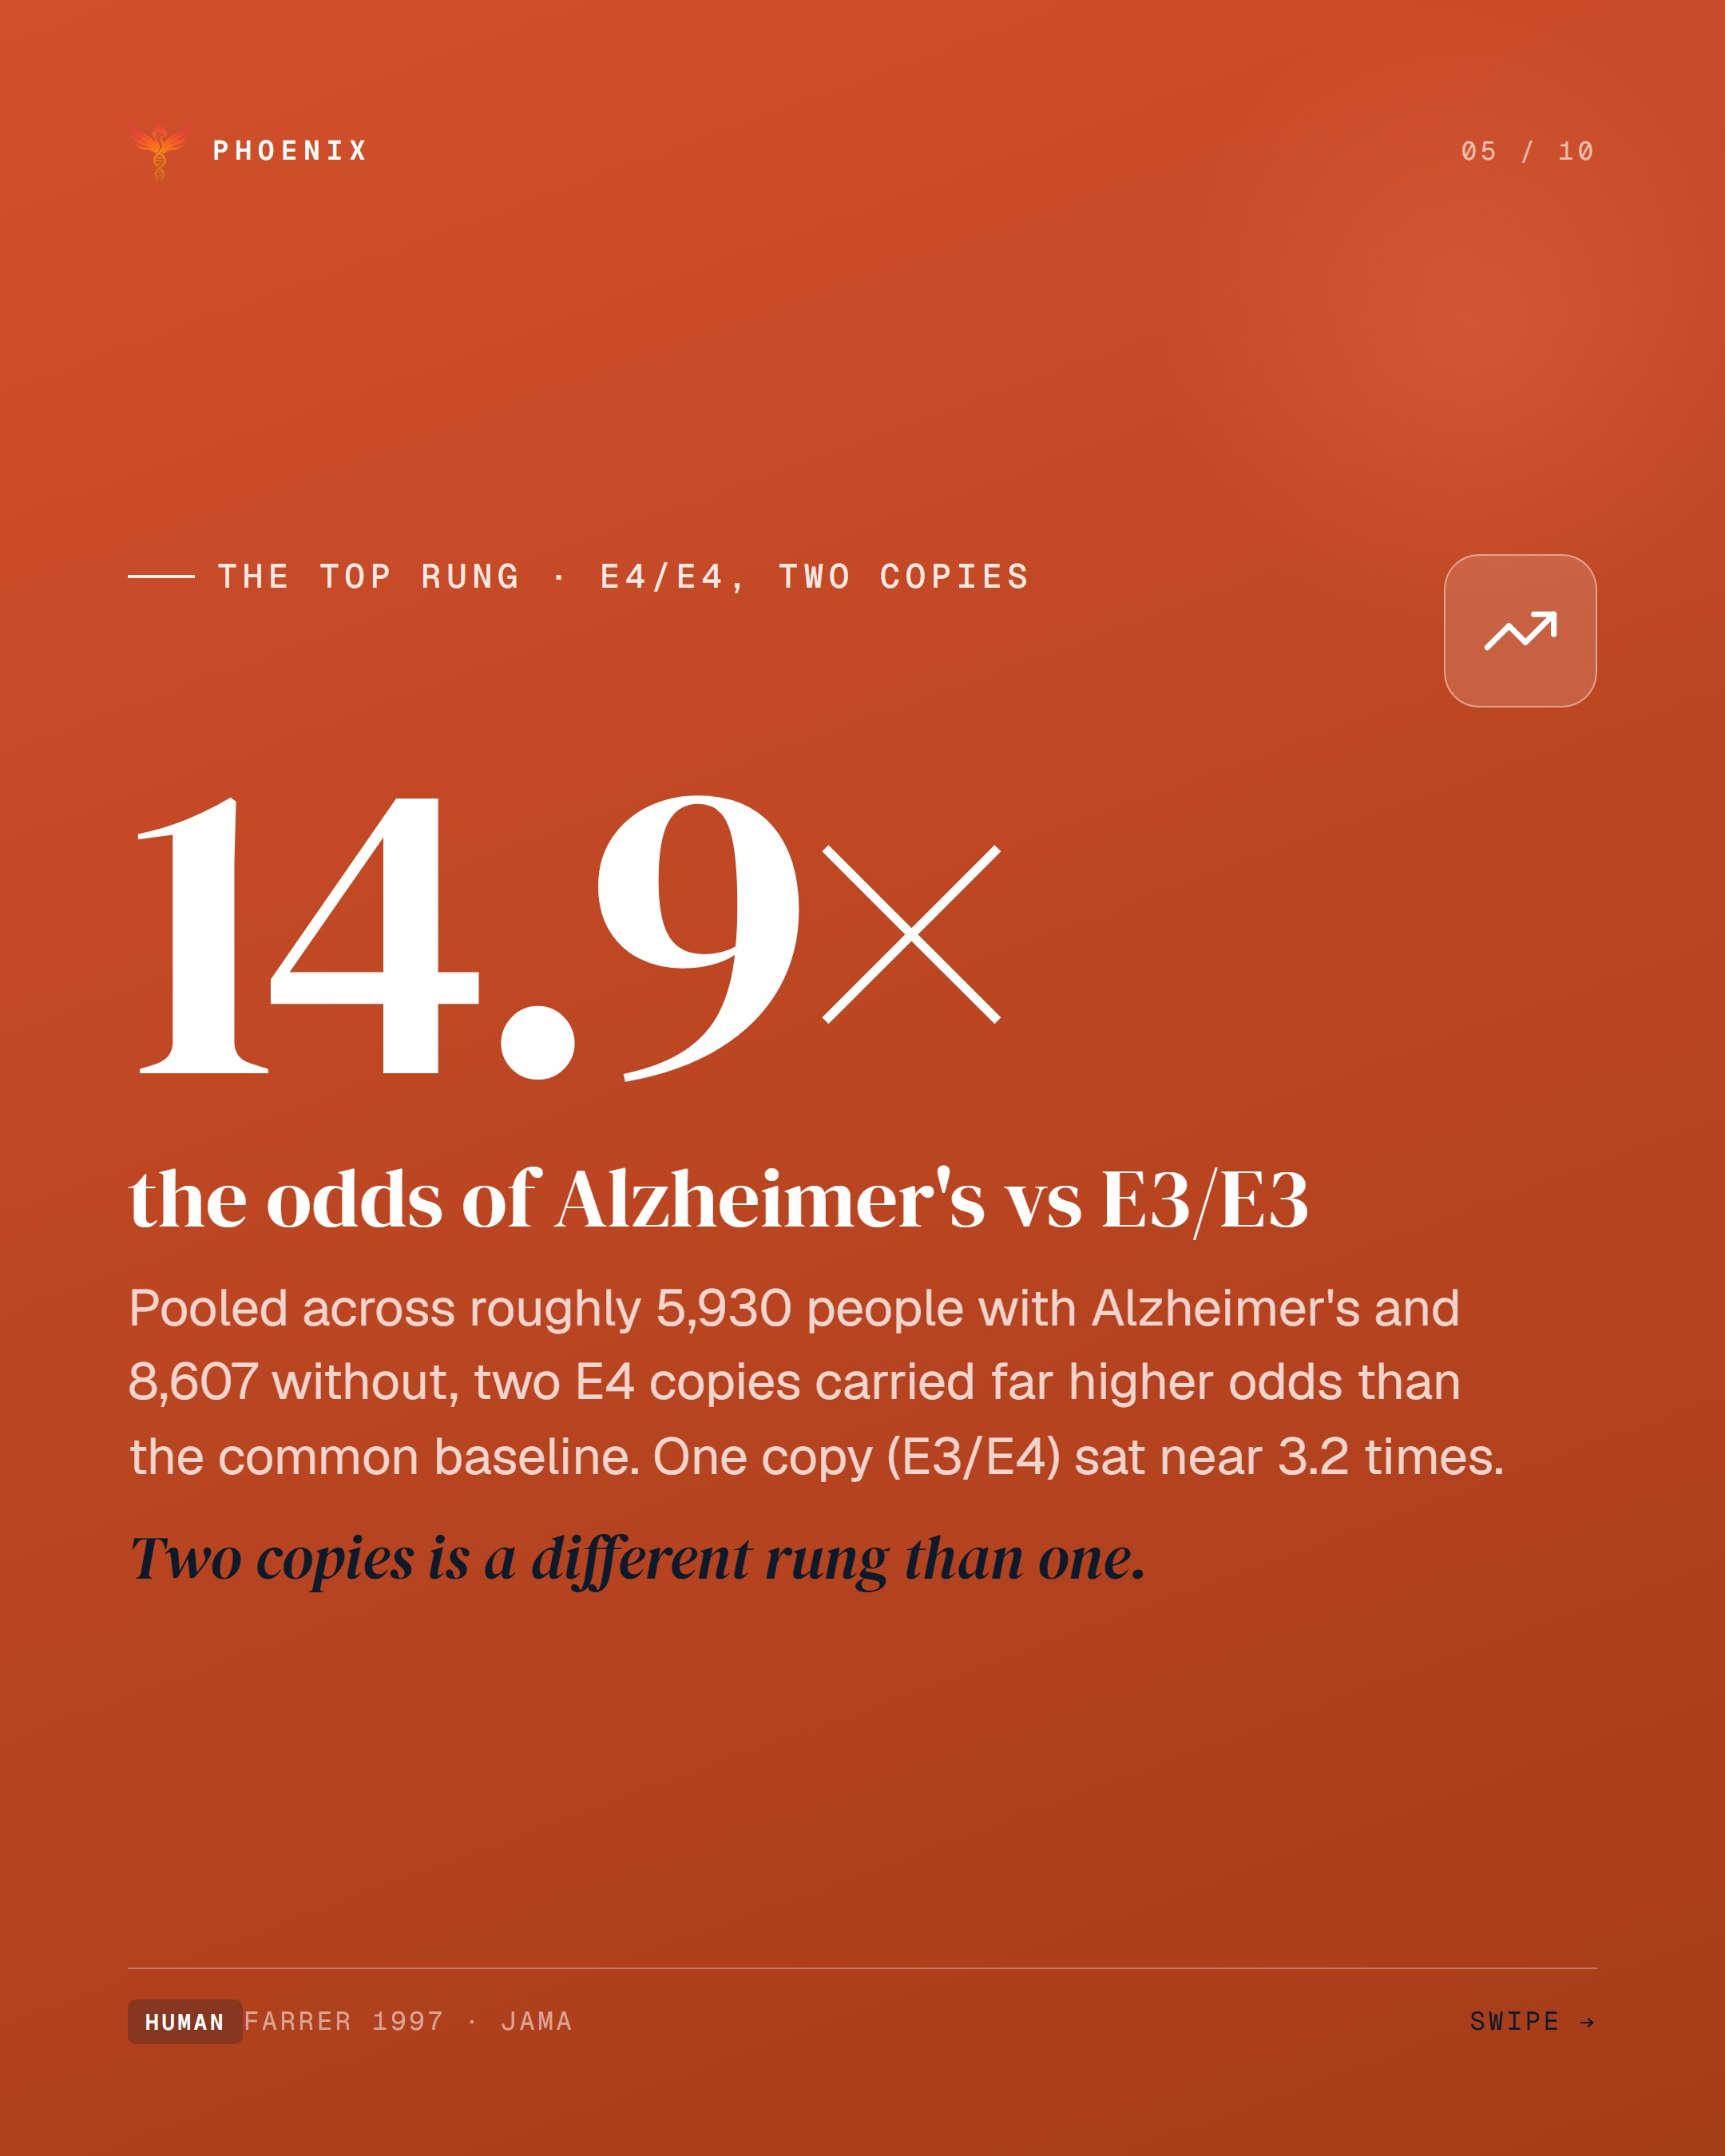 PHOENIX
05 / 10
THE TOP RUNG · E4/E4, TWO COPIES
14.9×
the odds of Alzheimer's vs E3/E3
Pooled across roughly 5,930 people with Alzheimer's and
8,607 without, two E4 copies carried far higher odds than
the common baseline. One copy (E3/E4) sat near 3.2 times.
Two copies is a different rung than one.
HUMAN FARRER 1997 · JAMA
SWIPE →